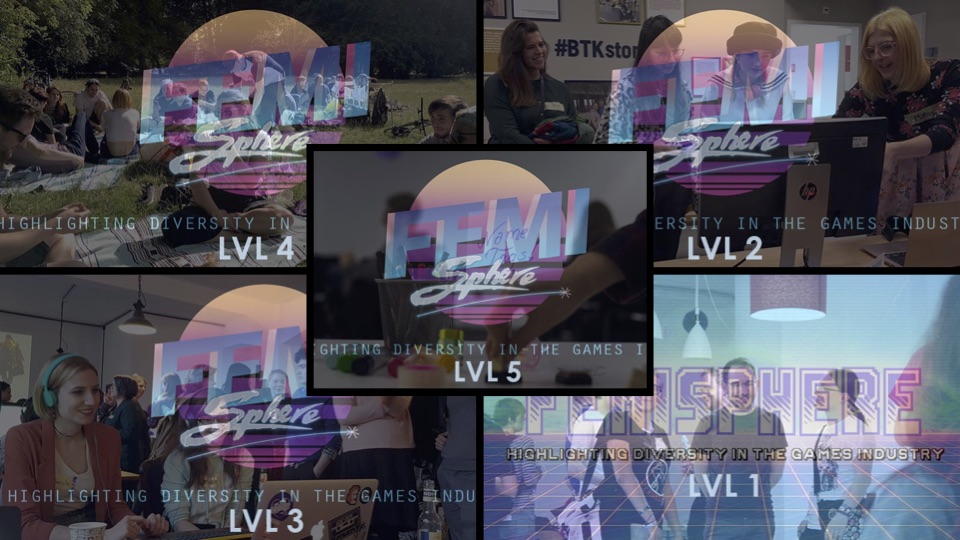 FEMI
Sphere
HIGHLIGHTING DIVERSITY IN
LVL 4
#BTKstor
FEMI
Sphere
hp
ERSITY IN THE GAMES INDUST
LVL 2
FEMI
Sphere
GHTING DIVERSITY IN THE GAMES I
LVL 5
FEM
Sphere
HIGHLIGHTING DIVERSITY IN THE GAMES INDU
LVL 3
FEMISPHERE
HIGHLIGHTING DIVERSITY IN THE GAMES INDUSTRY
LVL 1